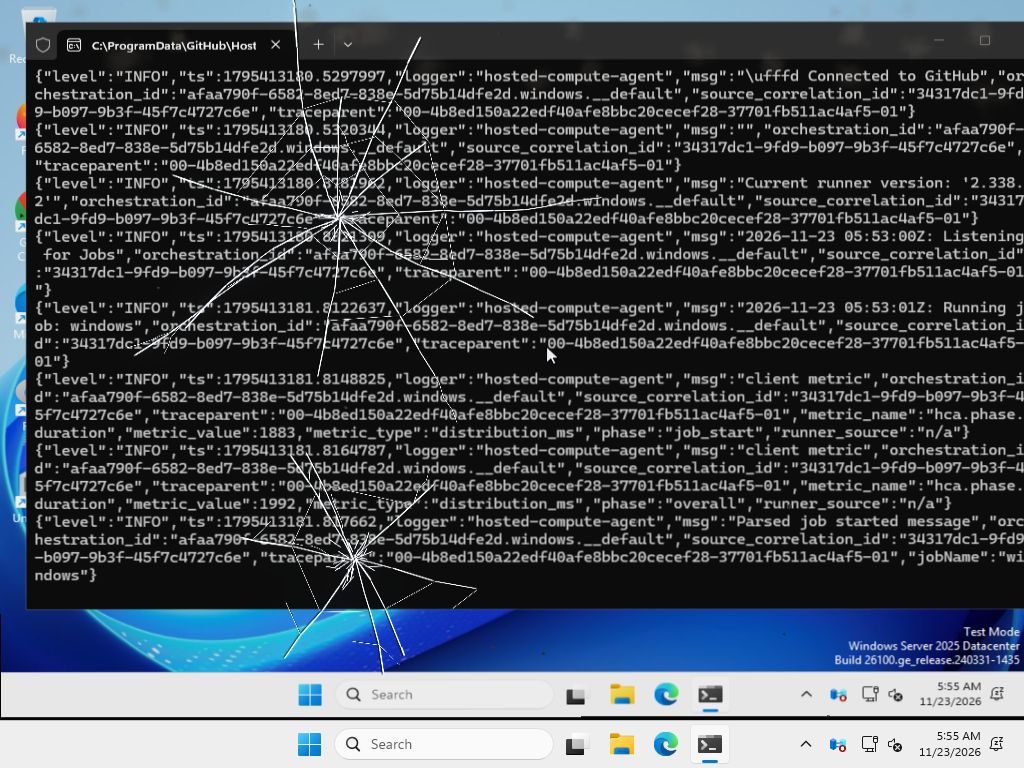 C:\ProgramData\GitHub\Host
{"level":"INFO","ts":1795413180.5297997,"logger":"hosted-compute-agent","msg":"\ufffd Connected to GitHub","or
chestration_id":"afaa790f-6582-8ed7-838e-5d75b14dfe2d.windows.__default","source_correlation_id":"34317dc1-9fd
9-b097-9b3f-45f7c4727c6e","traceparent":"00-4b8ed150a22edf40afe8bbc20cecef28-37701fb511ac4af5-01"}
{"level":"INFO","ts":1795413180.5320344,"logger":"hosted-compute-agent","msg":"","orchestration_id":"afaa790f-
6582-8ed7-838e-5d75b14dfe2d.windows.__default","source_correlation_id":"34317dc1-9fd9-b097-9b3f-45f7c4727c6e",
"traceparent":"00-4b8ed150a22edf40afe8bbc20cecef28-37701fb511ac4af5-01"}
{"level":"INFO","ts":1795413180.8181962,"logger":"hosted-compute-agent","msg":"Current runner version: '2.338.
2'","orchestration_id":"afaa790f-6582-8ed7-838e-5d75b14dfe2d.windows.__default","source_correlation_id":"34317
dc1-9fd9-b097-9b3f-45f7c4727c6e","traceparent":"00-4b8ed150a22edf40afe8bbc20cecef28-37701fb511ac4af5-01"}
{"level":"INFO","ts":1795413180.8221309,"logger":"hosted-compute-agent","msg":"2026-11-23 05:53:00Z: Listening
for Jobs","orchestration_id":"afaa790f-6582-8ed7-838e-5d75b14dfe2d.windows.__default","source_correlation_id"
:"34317dc1-9fd9-b097-9b3f-45f7c4727c6e","traceparent":"00-4b8ed150a22edf40afe8bbc20cecef28-37701fb511ac4af5-01
"}
{"level":"INFO","ts":1795413181.8122637,"logger":"hosted-compute-agent","msg":"2026-11-23 05:53:01Z: Running j
ob: windows","orchestration_id":"afaa790f-6582-8ed7-838e-5d75b14dfe2d.windows.__default","source_correlation_i
d":"34317dc1-9fd9-b097-9b3f-45f7c4727c6e","traceparent":"00-4b8ed150a22edf40afe8bbc20cecef28-37701fb511ac4af5-
01"}
{"level":"INFO","ts":1795413181.8148825,"logger":"hosted-compute-agent","msg":"client metric","orchestration_i
d":"afaa790f-6582-8ed7-838e-5d75b14dfe2d.windows.__default","source_correlation_id":"34317dc1-9fd9-b097-9b3f-4
5f7c4727c6e","traceparent":"00-4b8ed150a22edf40afe8bbc20cecef28-37701fb511ac4af5-01","metric_name":"hca.phase.
duration","metric_value":1883,"metric_type":"distribution_ms","phase":"job_start","runner_source":"n/a"}
{"level":"INFO","ts":1795413181.8164787,"logger":"hosted-compute-agent","msg":"client metric","orchestration_i
d":"afaa790f-6582-8ed7-838e-5d75b14dfe2d.windows.__default","source_correlation_id":"34317dc1-9fd9-b097-9b3f-4
5f7c4727c6e","traceparent":"00-4b8ed150a22edf40afe8bbc20cecef28-37701fb511ac4af5-01","metric_name":"hca.phase.
duration","metric_value":1992,"metric_type":"distribution_ms","phase":"overall","runner_source":"n/a"}
{"level":"INFO","ts":1795413181.817662,"logger":"hosted-compute-agent","msg":"Parsed job started message","orc
hestration_id":"afaa790f-6582-8ed7-838e-5d75b14dfe2d.windows.__default","source_correlation_id":"34317dc1-9fd9
-b097-9b3f-45f7c4727c6e","traceparent":"00-4b8ed150a22edf40afe8bbc20cecef28-37701fb511ac4af5-01","jobName":"wi
ndows"}
Test Mode
Windows Server 2025 Datacenter
Build 26100.ge_release.240331-1435
Search
5:55 AM
11/23/2026
Search
5:55 AM
11/23/2026